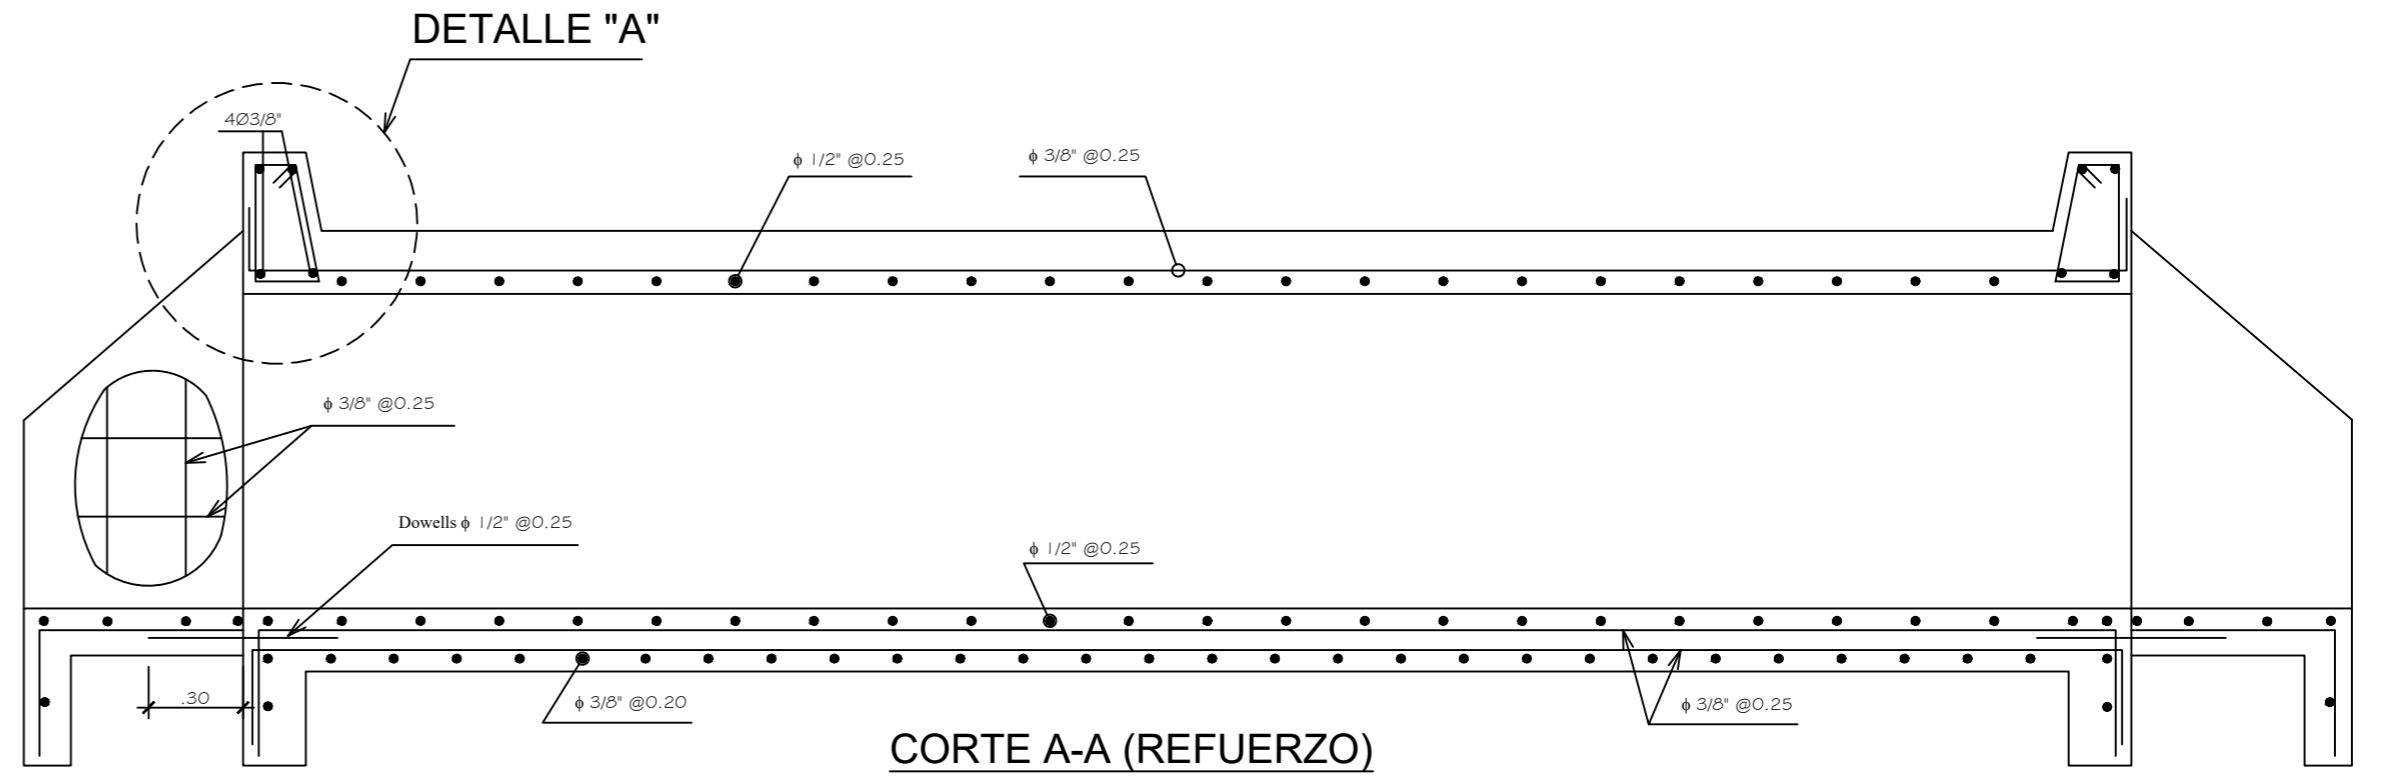 DETALLE "A"
4Ø3/8"
ϕ 1/2" @0.25
ϕ 3/8" @0.25
ϕ 3/8" @0.25
Dowells ϕ 1/2" @0.25
ϕ 1/2" @0.25
.30
ϕ 3/8" @0.20
ϕ 3/8" @0.25
CORTE A-A (REFUERZO)